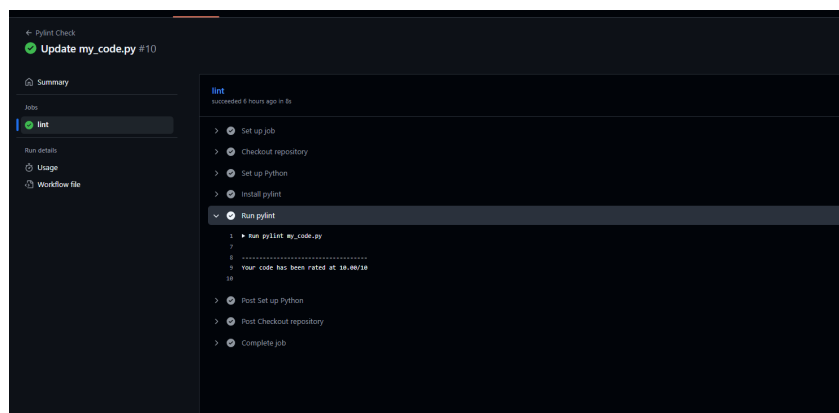 ← Pylint Check
Update my_code.py #10
Summary
Jobs
lint
Run details
Usage
Workflow file
lint
succeeded 6 hours ago in 8s
Set up job
Checkout repository
Set up Python
Install pylint
Run pylint
1 ▸ Run pylint my_code.py
7
8 -----------------------------------
9 Your code has been rated at 10.00/10
10
Post Set up Python
Post Checkout repository
Complete job